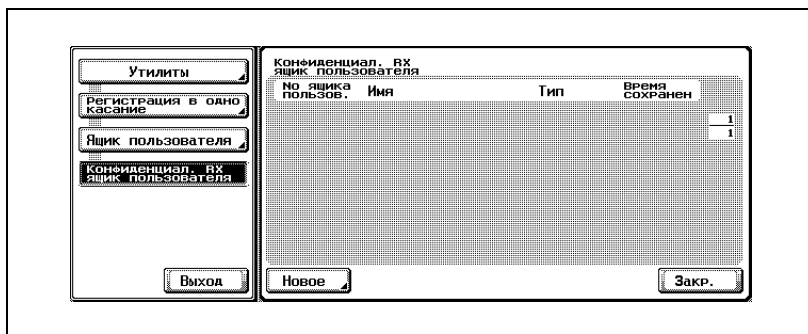 Утилиты
Регистрация в одно
касание
Ящик пользователя
Конфиденциал. RX
ящик пользователя
Выход
Конфиденциал. RX
ящик пользователя
No ящика
пользов.
Имя
Тип
Время
сохранен
1
1
Новое
Закр.